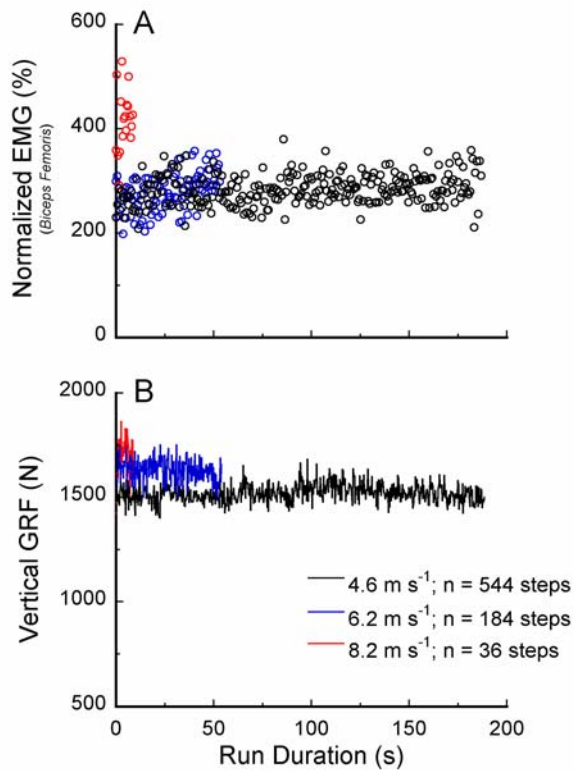 A
Normalized EMG (%)
(Biceps Femoris)
600
400
200
0
B
Vertical GRF (N)
2000
1500
1000
500
4.6 m s⁻¹; n = 544 steps
6.2 m s⁻¹; n = 184 steps
8.2 m s⁻¹; n = 36 steps
0 50 100 150 200
Run Duration (s)